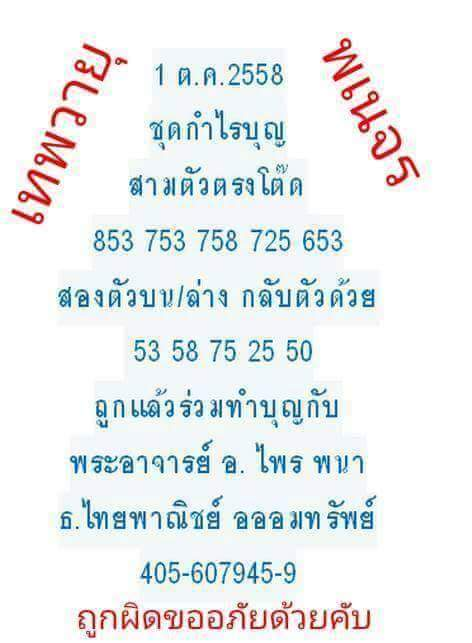 เทพวายุ
พเนจร
1 ต.ค.2558
ชุดกำไรบุญ
สามตัวตรงโต๊ด
853 753 758 725 653
สองตัวบน/ล่าง กลับตัวด้วย
53 58 75 25 50
ถูกแล้วร่วมทำบุญกับ
พระอาจารย์ อ. ไพร พนา
ธ.ไทยพาณิชย์ อออมทรัพย์
405-607945-9
ถูกผิดขออภัยด้วยคับ